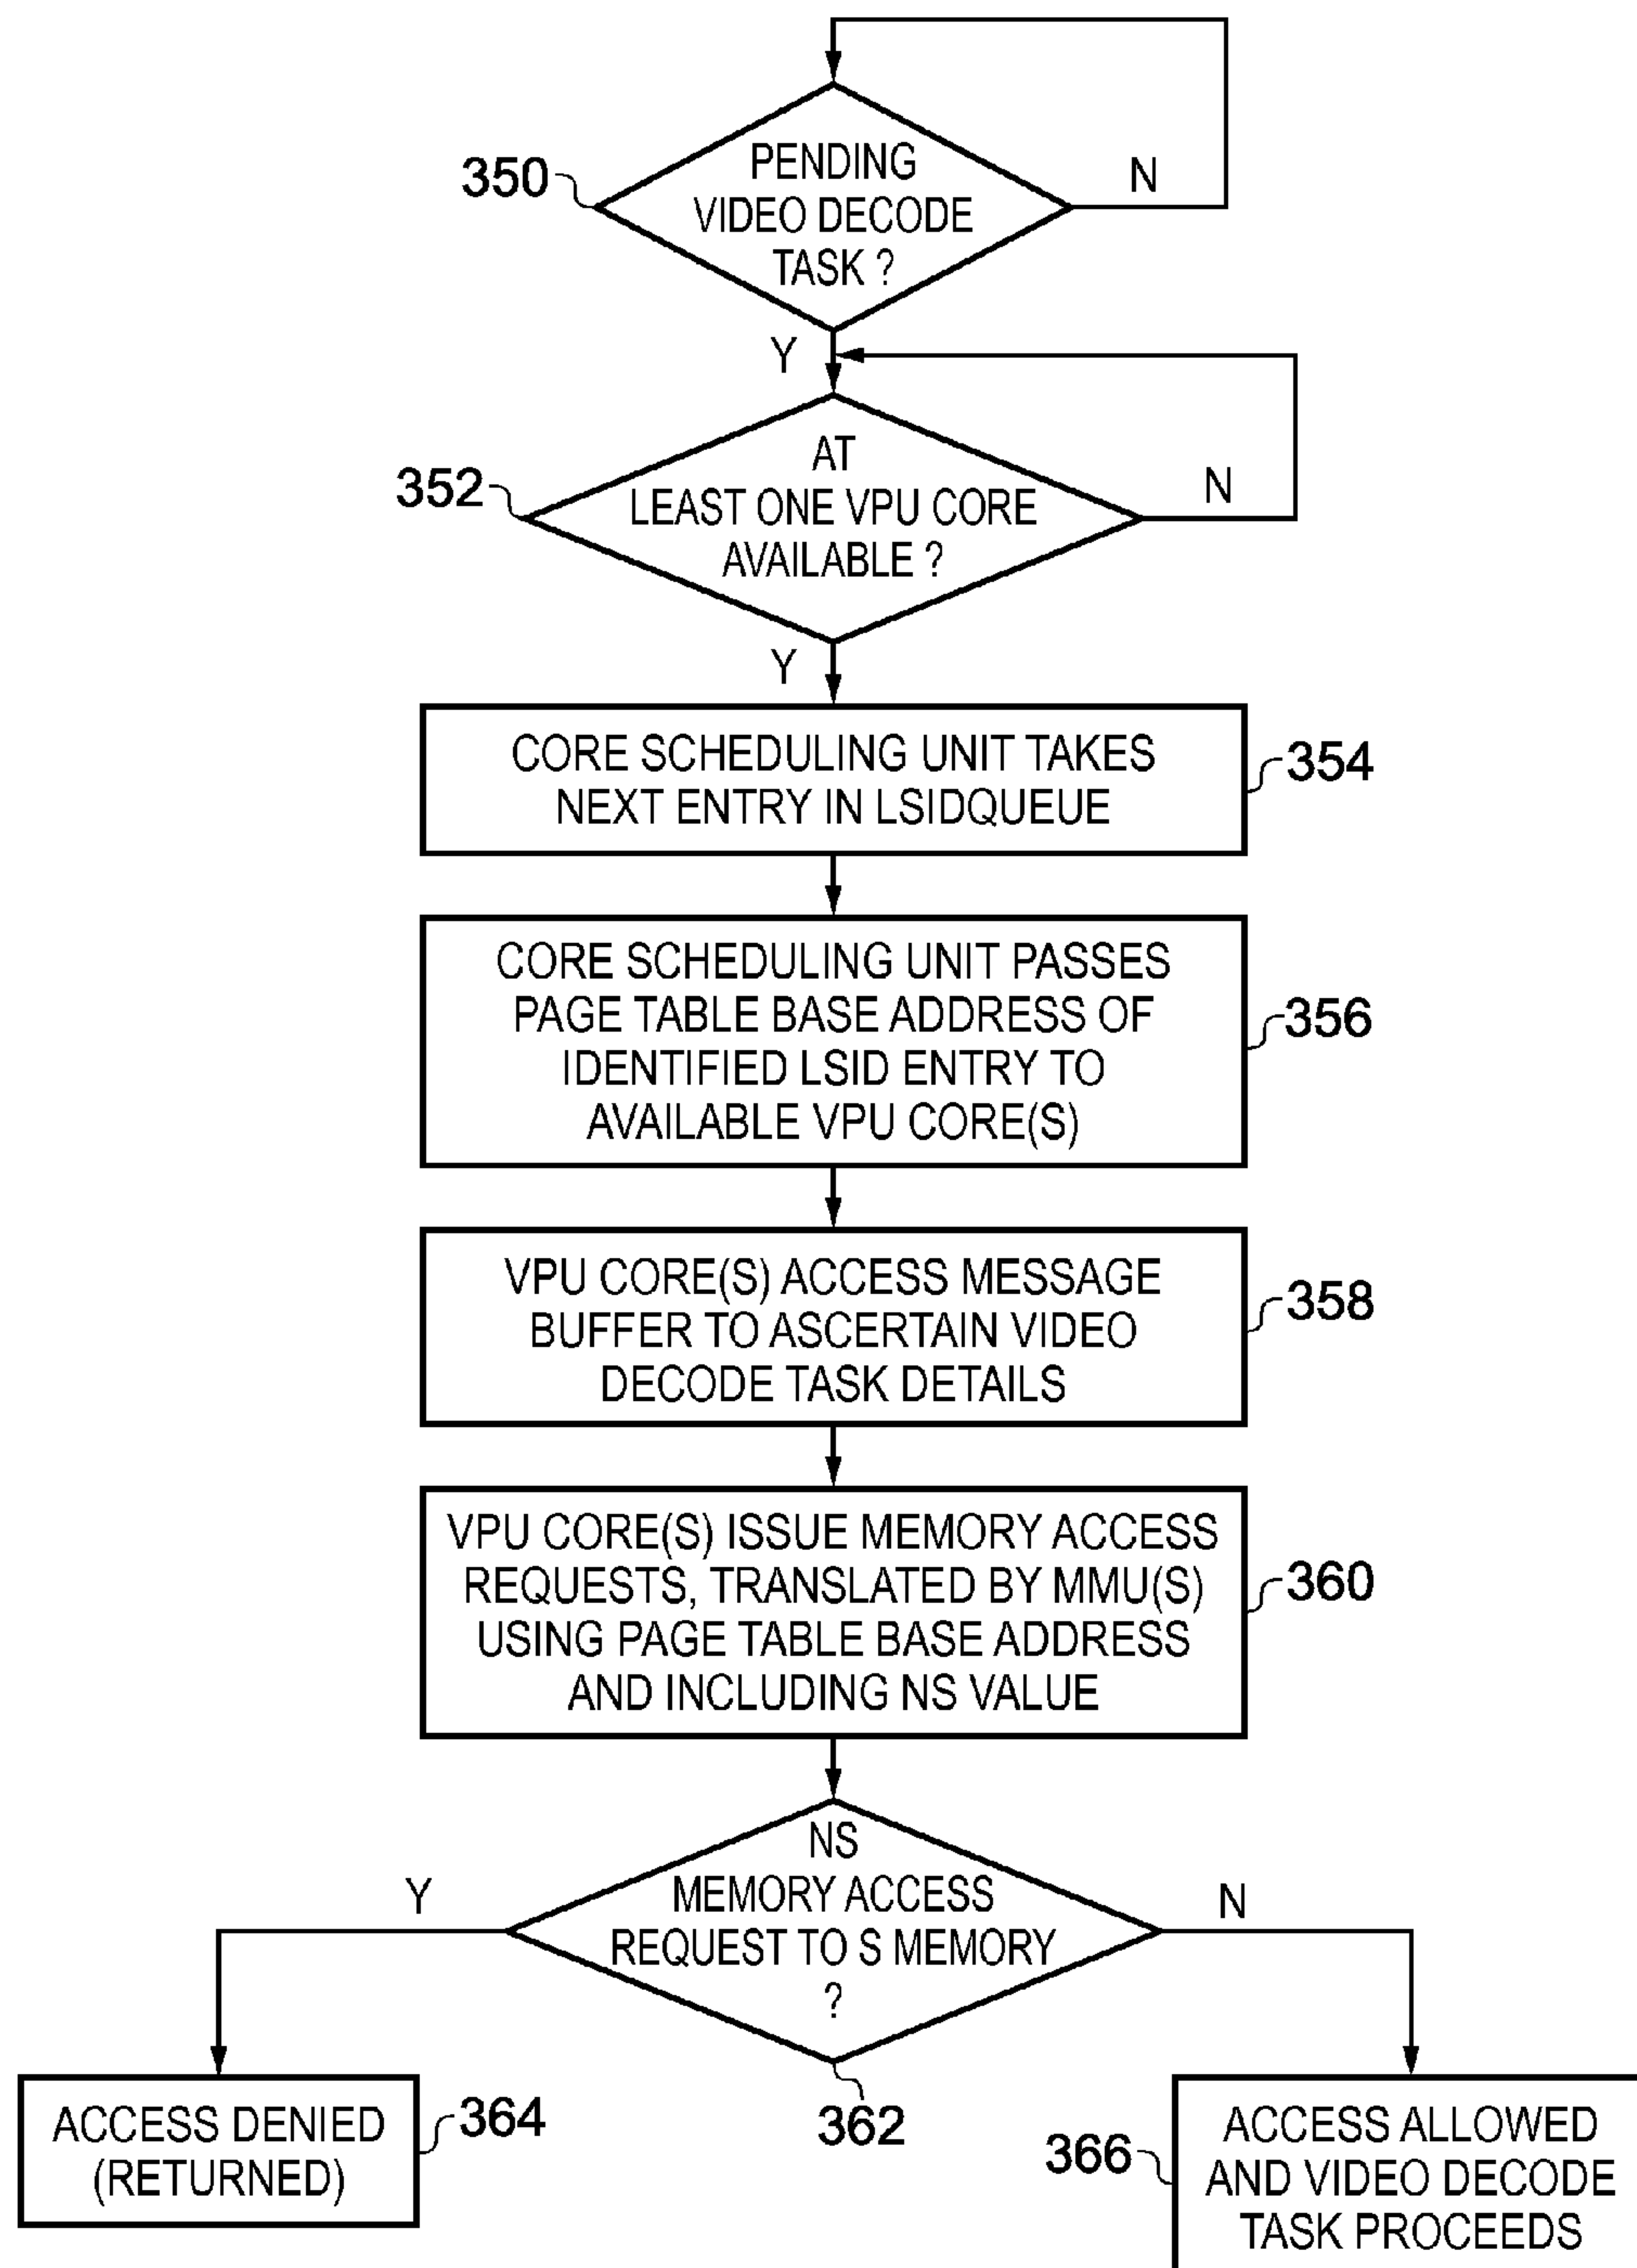 350
PENDING
VIDEO DECODE
TASK ?
N
Y
352
AT
LEAST ONE VPU CORE
AVAILABLE ?
N
Y
CORE SCHEDULING UNIT TAKES
NEXT ENTRY IN LSIDQUEUE
354
CORE SCHEDULING UNIT PASSES
PAGE TABLE BASE ADDRESS OF
IDENTIFIED LSID ENTRY TO
AVAILABLE VPU CORE(S)
356
VPU CORE(S) ACCESS MESSAGE
BUFFER TO ASCERTAIN VIDEO
DECODE TASK DETAILS
358
VPU CORE(S) ISSUE MEMORY ACCESS
REQUESTS, TRANSLATED BY MMU(S)
USING PAGE TABLE BASE ADDRESS
AND INCLUDING NS VALUE
360
NS
MEMORY ACCESS
REQUEST TO S MEMORY
?
Y
N
362
ACCESS DENIED
(RETURNED)
364
366
ACCESS ALLOWED
AND VIDEO DECODE
TASK PROCEEDS